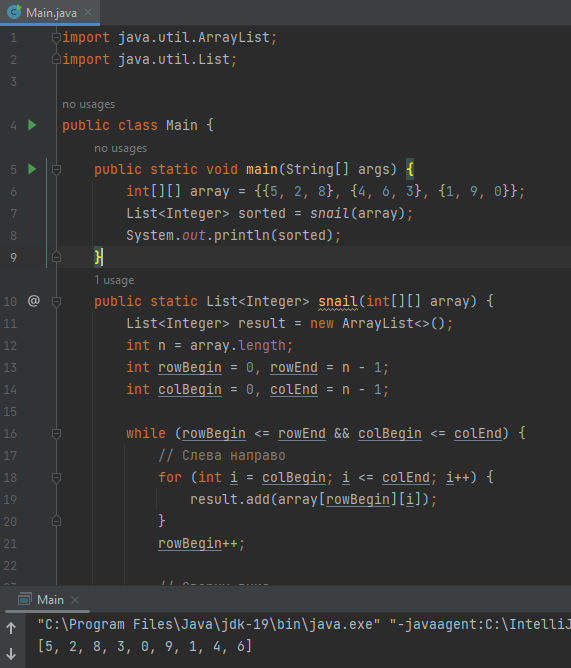 Main.java
1 import java.util.ArrayList;
2 import java.util.List;
3
no usages
4 public class Main {
no usages
5 public static void main(String[] args) {
6 int[][] array = {{5, 2, 8}, {4, 6, 3}, {1, 9, 0}};
7 List<Integer> sorted = snail(array);
8 System.out.println(sorted);
9 }
1 usage
10 @ public static List<Integer> snail(int[][] array) {
11 List<Integer> result = new ArrayList<>();
12 int n = array.length;
13 int rowBegin = 0, rowEnd = n - 1;
14 int colBegin = 0, colEnd = n - 1;
15
16 while (rowBegin <= rowEnd && colBegin <= colEnd) {
17 // Слева направо
18 for (int i = colBegin; i <= colEnd; i++) {
19 result.add(array[rowBegin][i]);
20 }
21 rowBegin++;
22
Main
"C:\Program Files\Java\jdk-19\bin\java.exe" "-javaagent:C:\IntelliJ
[5, 2, 8, 3, 0, 9, 1, 4, 6]